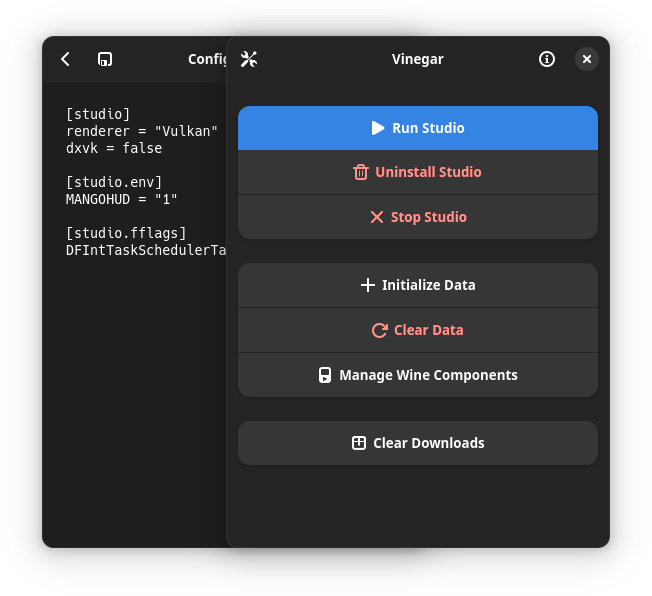 Config
[studio]
renderer = "Vulkan"
dxvk = false
[studio.env]
MANGOHUD = "1"
[studio.fflags]
DFIntTaskSchedulerTa
Vinegar
Run Studio
Uninstall Studio
Stop Studio
Initialize Data
Clear Data
Manage Wine Components
Clear Downloads